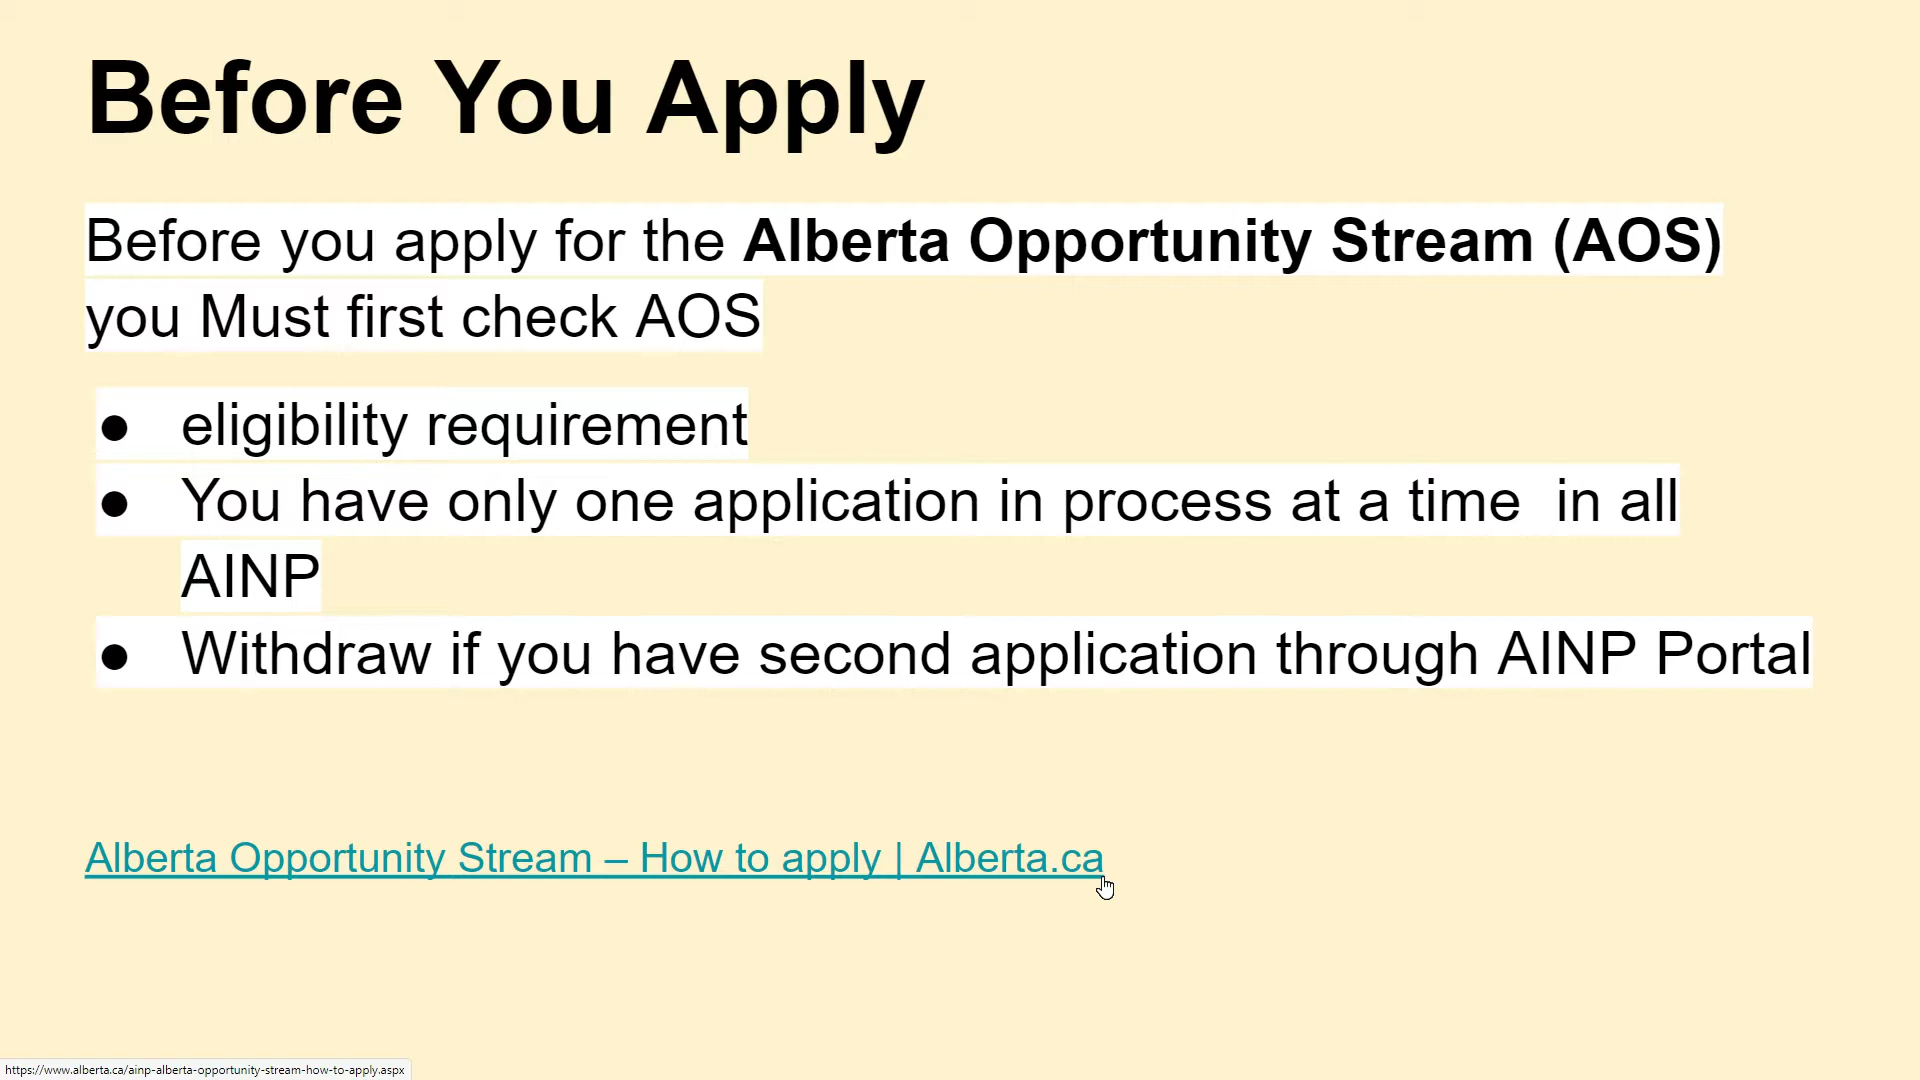 Before You Apply
Before you apply for the Alberta Opportunity Stream (AOS)
you Must first check AOS
● eligibility requirement
● You have only one application in process at a time  in all
AINP
● Withdraw if you have second application through AINP Portal
Alberta Opportunity Stream – How to apply | Alberta.ca
https://www.alberta.ca/ainp-alberta-opportunity-stream-how-to-apply.aspx